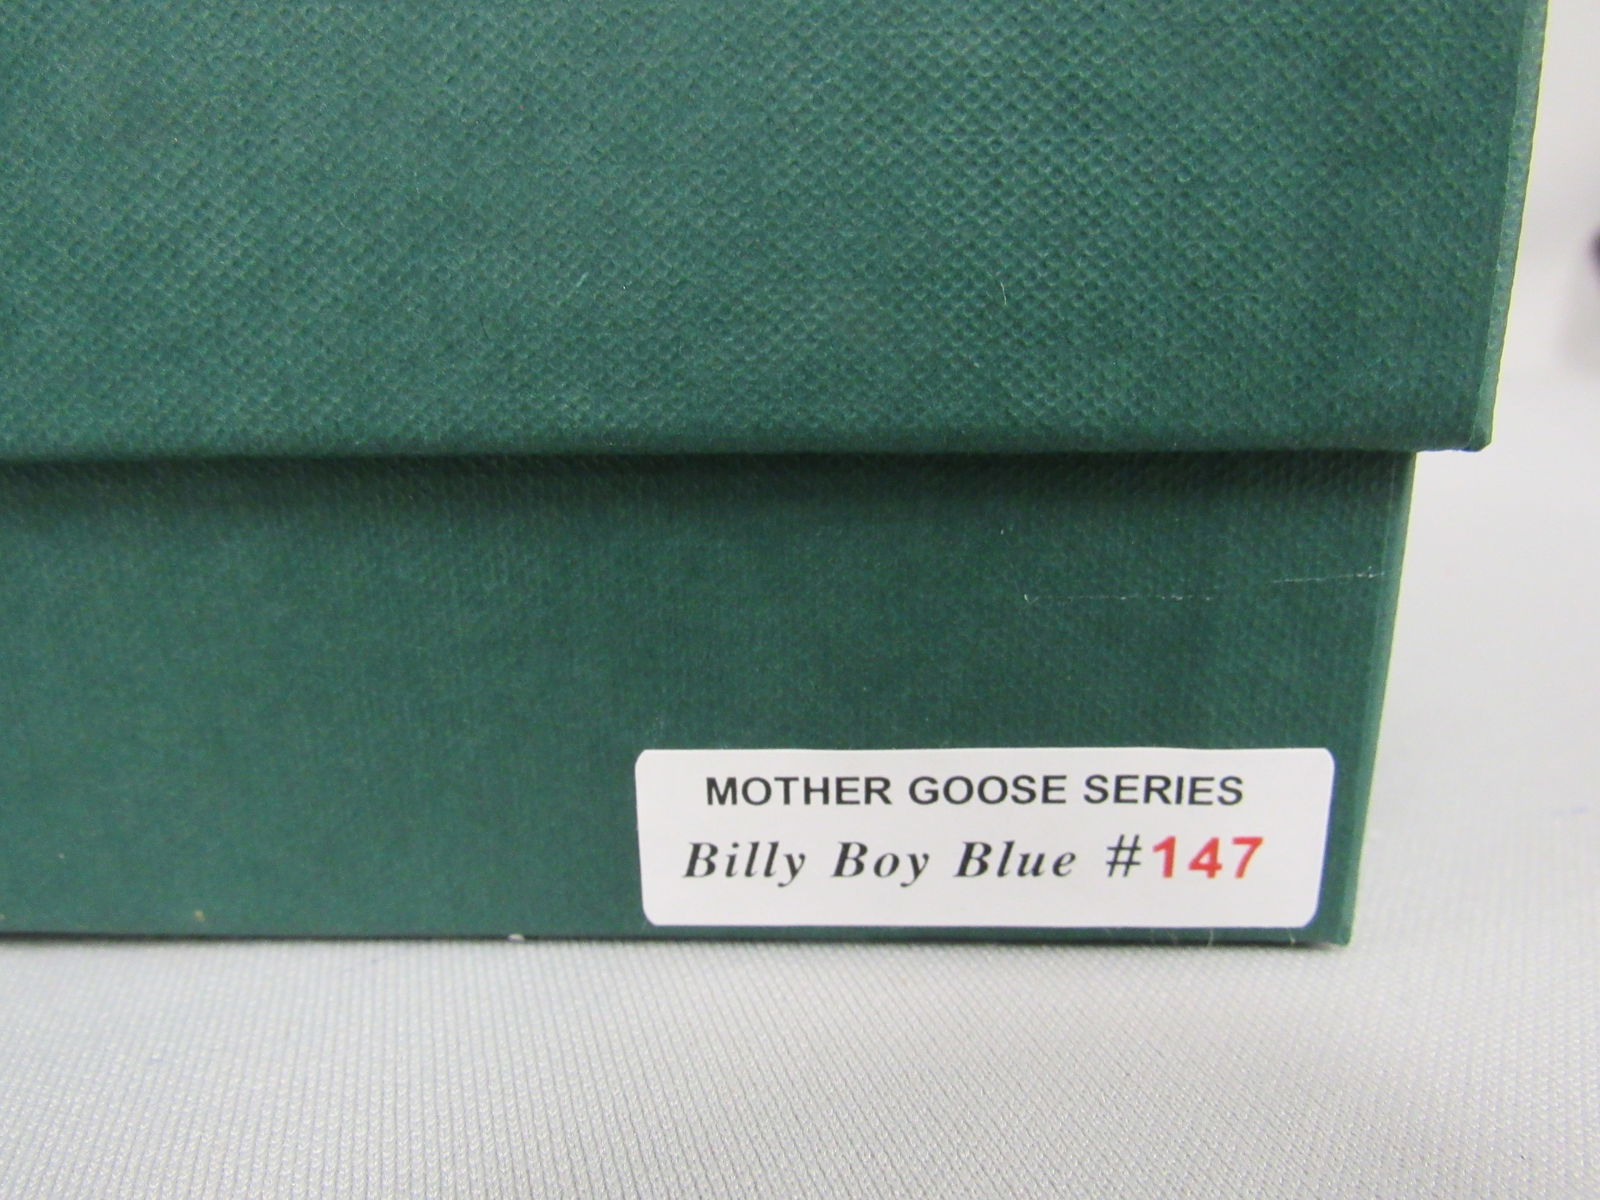 MOTHER GOOSE SERIES
Billy Boy Blue #147